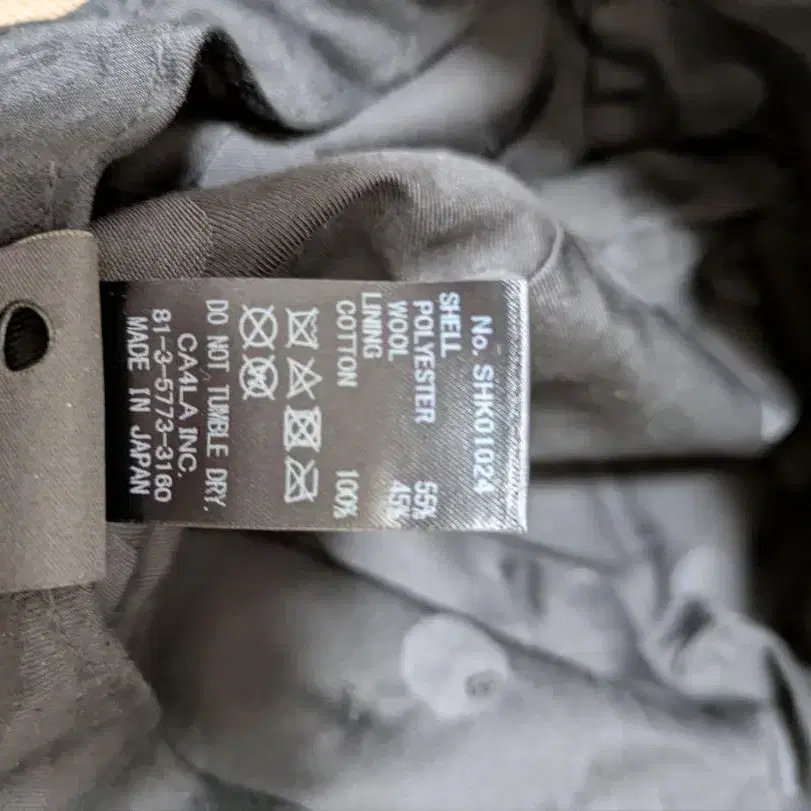 No. SHK01024
SHELL
POLYESTER 55%
WOOL 45%
LINING
COTTON 100%
DO NOT TUMBLE DRY.
CA4LA INC.
81-3-5773-3160
MADE IN JAPAN